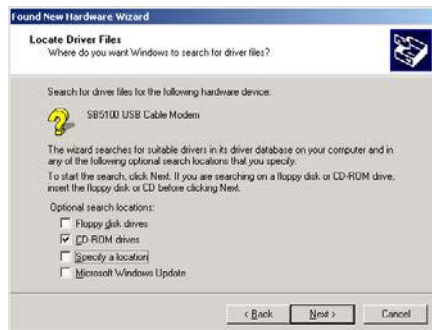 Found New Hardware Wizard
Locate Driver Files
Where do you want Windows to search for driver files?
Search for driver files for the following hardware device:
SB5100 USB Cable Modem
The wizard searches for suitable drivers in its driver database on your computer and in
any of the following optional search locations that you specify.
To start the search, click Next. If you are searching on a floppy disk or CD-ROM drive,
insert the floppy disk or CD before clicking Next.
Optional search locations:
Floppy disk drives
CD-ROM drives
Specify a location
Microsoft Windows Update
< Back
Next >
Cancel